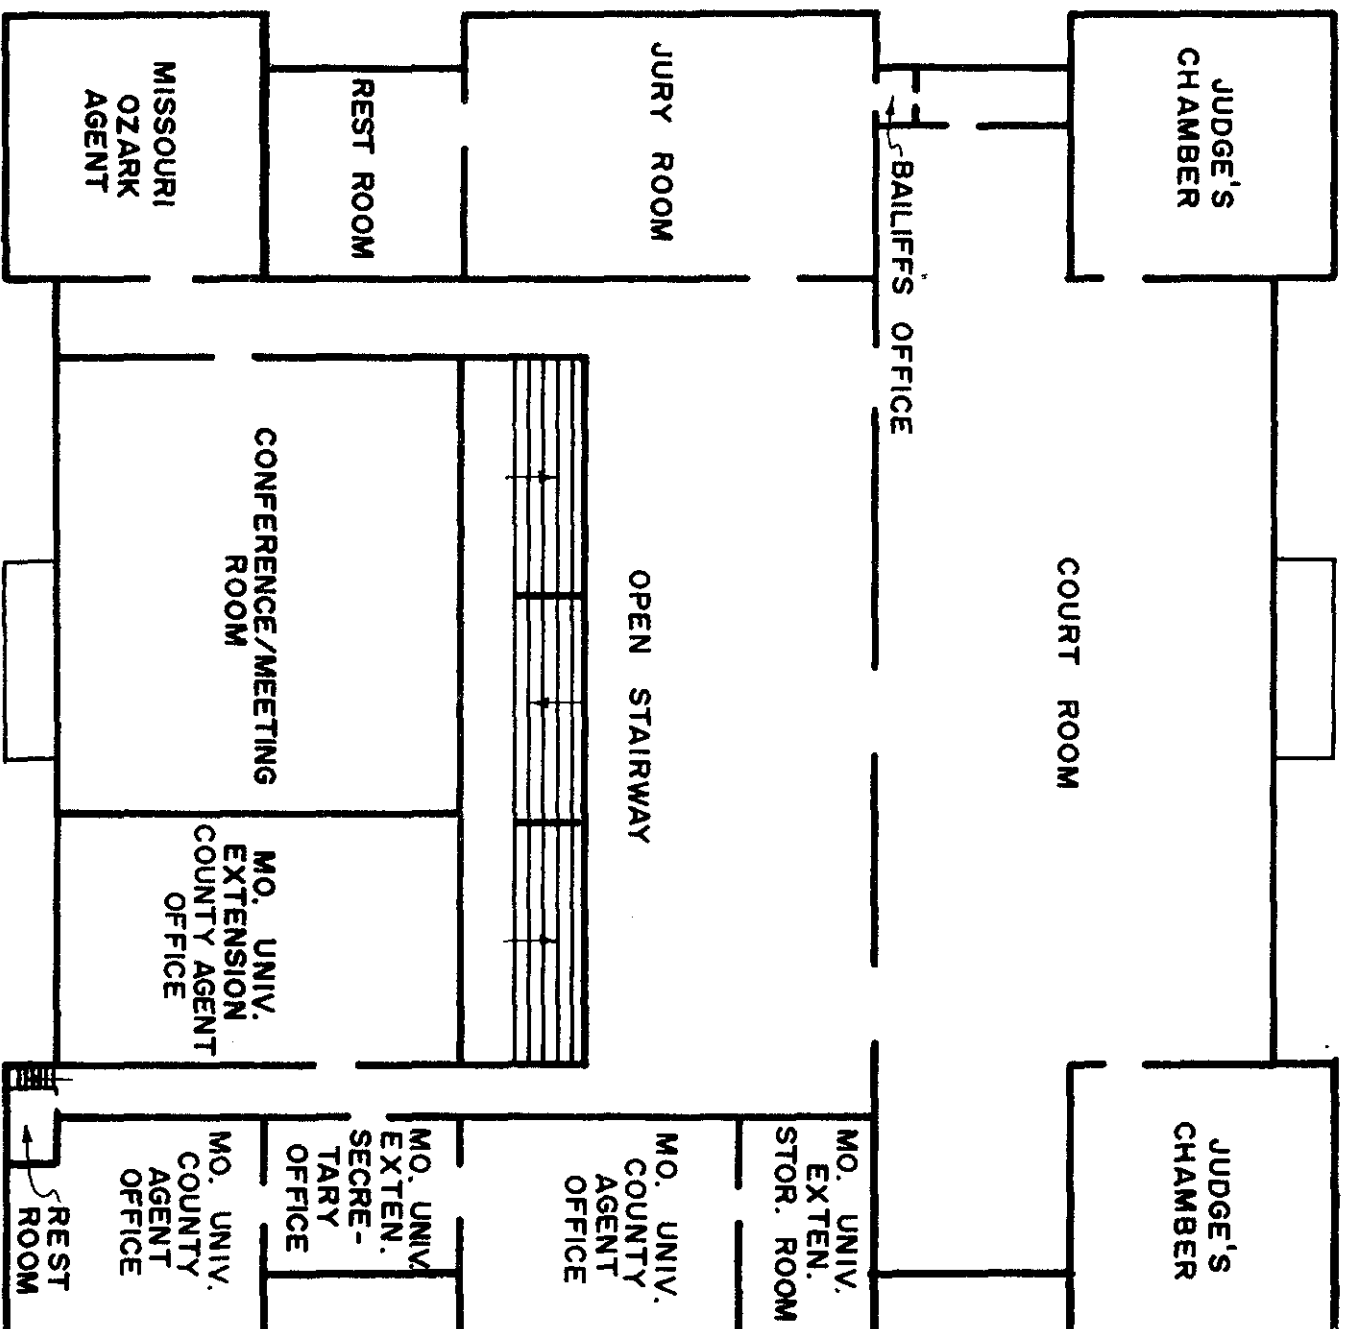 MISSOURI
OZARK
AGENT
REST ROOM
JURY ROOM
BAILIFF'S OFFICE
JUDGE'S
CHAMBER
CONFERENCE/MEETING
ROOM
OPEN STAIRWAY
COURT ROOM
MO. UNIV.
EXTENSION
COUNTY AGENT
OFFICE
REST
ROOM
MO. UNIV.
COUNTY
AGENT
OFFICE
MO. UNIV.
EXTEN.
SECRE-
TARY
OFFICE
MO. UNIV.
COUNTY
AGENT
OFFICE
MO. UNIV.
EXTEN.
STOR. ROOM
JUDGE'S
CHAMBER